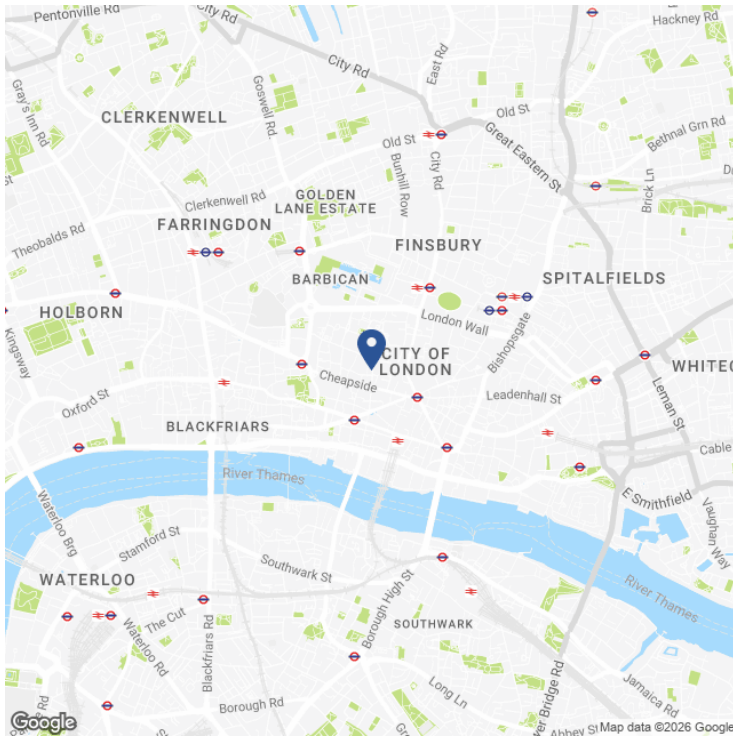 Pentonville Rd
City Rd
Hackney Rd
City Rd
East Rd
Gray's Inn Rd
Goswell Rd
CLERKENWELL
Old St
Old St
Great Eastern St
Bethnal Grn Rd
St
Bunhill Row
City Rd
Brick Ln
Clerkenwell Rd
GOLDEN
LANE ESTATE
FARRINGDON
Theobalds Rd
FINSBURY
BARBICAN
SPITALFIELDS
HOLBORN
London Wall
Kingsway
Bishopsgate
CITY OF
LONDON
WHITEC
Cheapside
Leadenhall St
Leman St
Oxford St
BLACKFRIARS
Cable
River Thames
E Smithfield
Waterloo Brg
Vaughan Way
Stamford St
Southwark St
WATERLOO
River Thames
The Cut
Borough High St
SOUTHWARK
Waterloo Rd
Blackfriars Rd
Long Ln
Jamaica Rd
Borough Rd
ver Bridge Rd
Abbey St
Google
Map data ©2026 Google